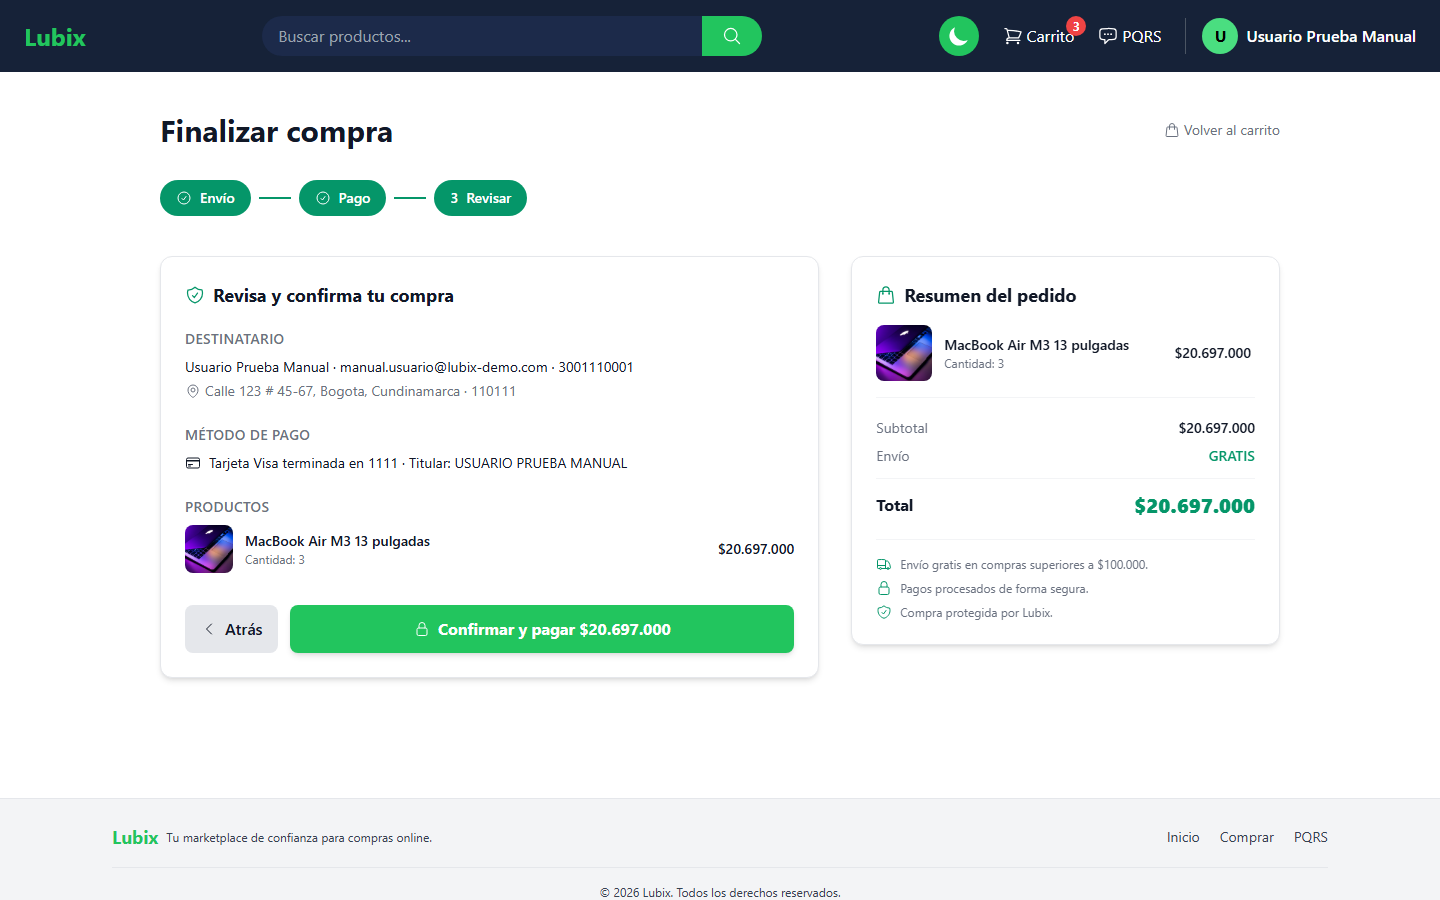 Lubix
Buscar productos...
Carrito 3
PQRS
U
Usuario Prueba Manual
Finalizar compra
Volver al carrito
Envío
Pago
3 Revisar
Revisa y confirma tu compra
DESTINATARIO
Usuario Prueba Manual · manual.usuario@lubix-demo.com · 3001110001
Calle 123 # 45-67, Bogota, Cundinamarca · 110111
MÉTODO DE PAGO
Tarjeta Visa terminada en 1111 · Titular: USUARIO PRUEBA MANUAL
PRODUCTOS
MacBook Air M3 13 pulgadas
Cantidad: 3
$20.697.000
Atrás
Confirmar y pagar $20.697.000
Resumen del pedido
MacBook Air M3 13 pulgadas
Cantidad: 3
$20.697.000
Subtotal $20.697.000
Envío GRATIS
Total $20.697.000
Envío gratis en compras superiores a $100.000.
Pagos procesados de forma segura.
Compra protegida por Lubix.
Lubix Tu marketplace de confianza para compras online.
Inicio Comprar PQRS
© 2026 Lubix. Todos los derechos reservados.